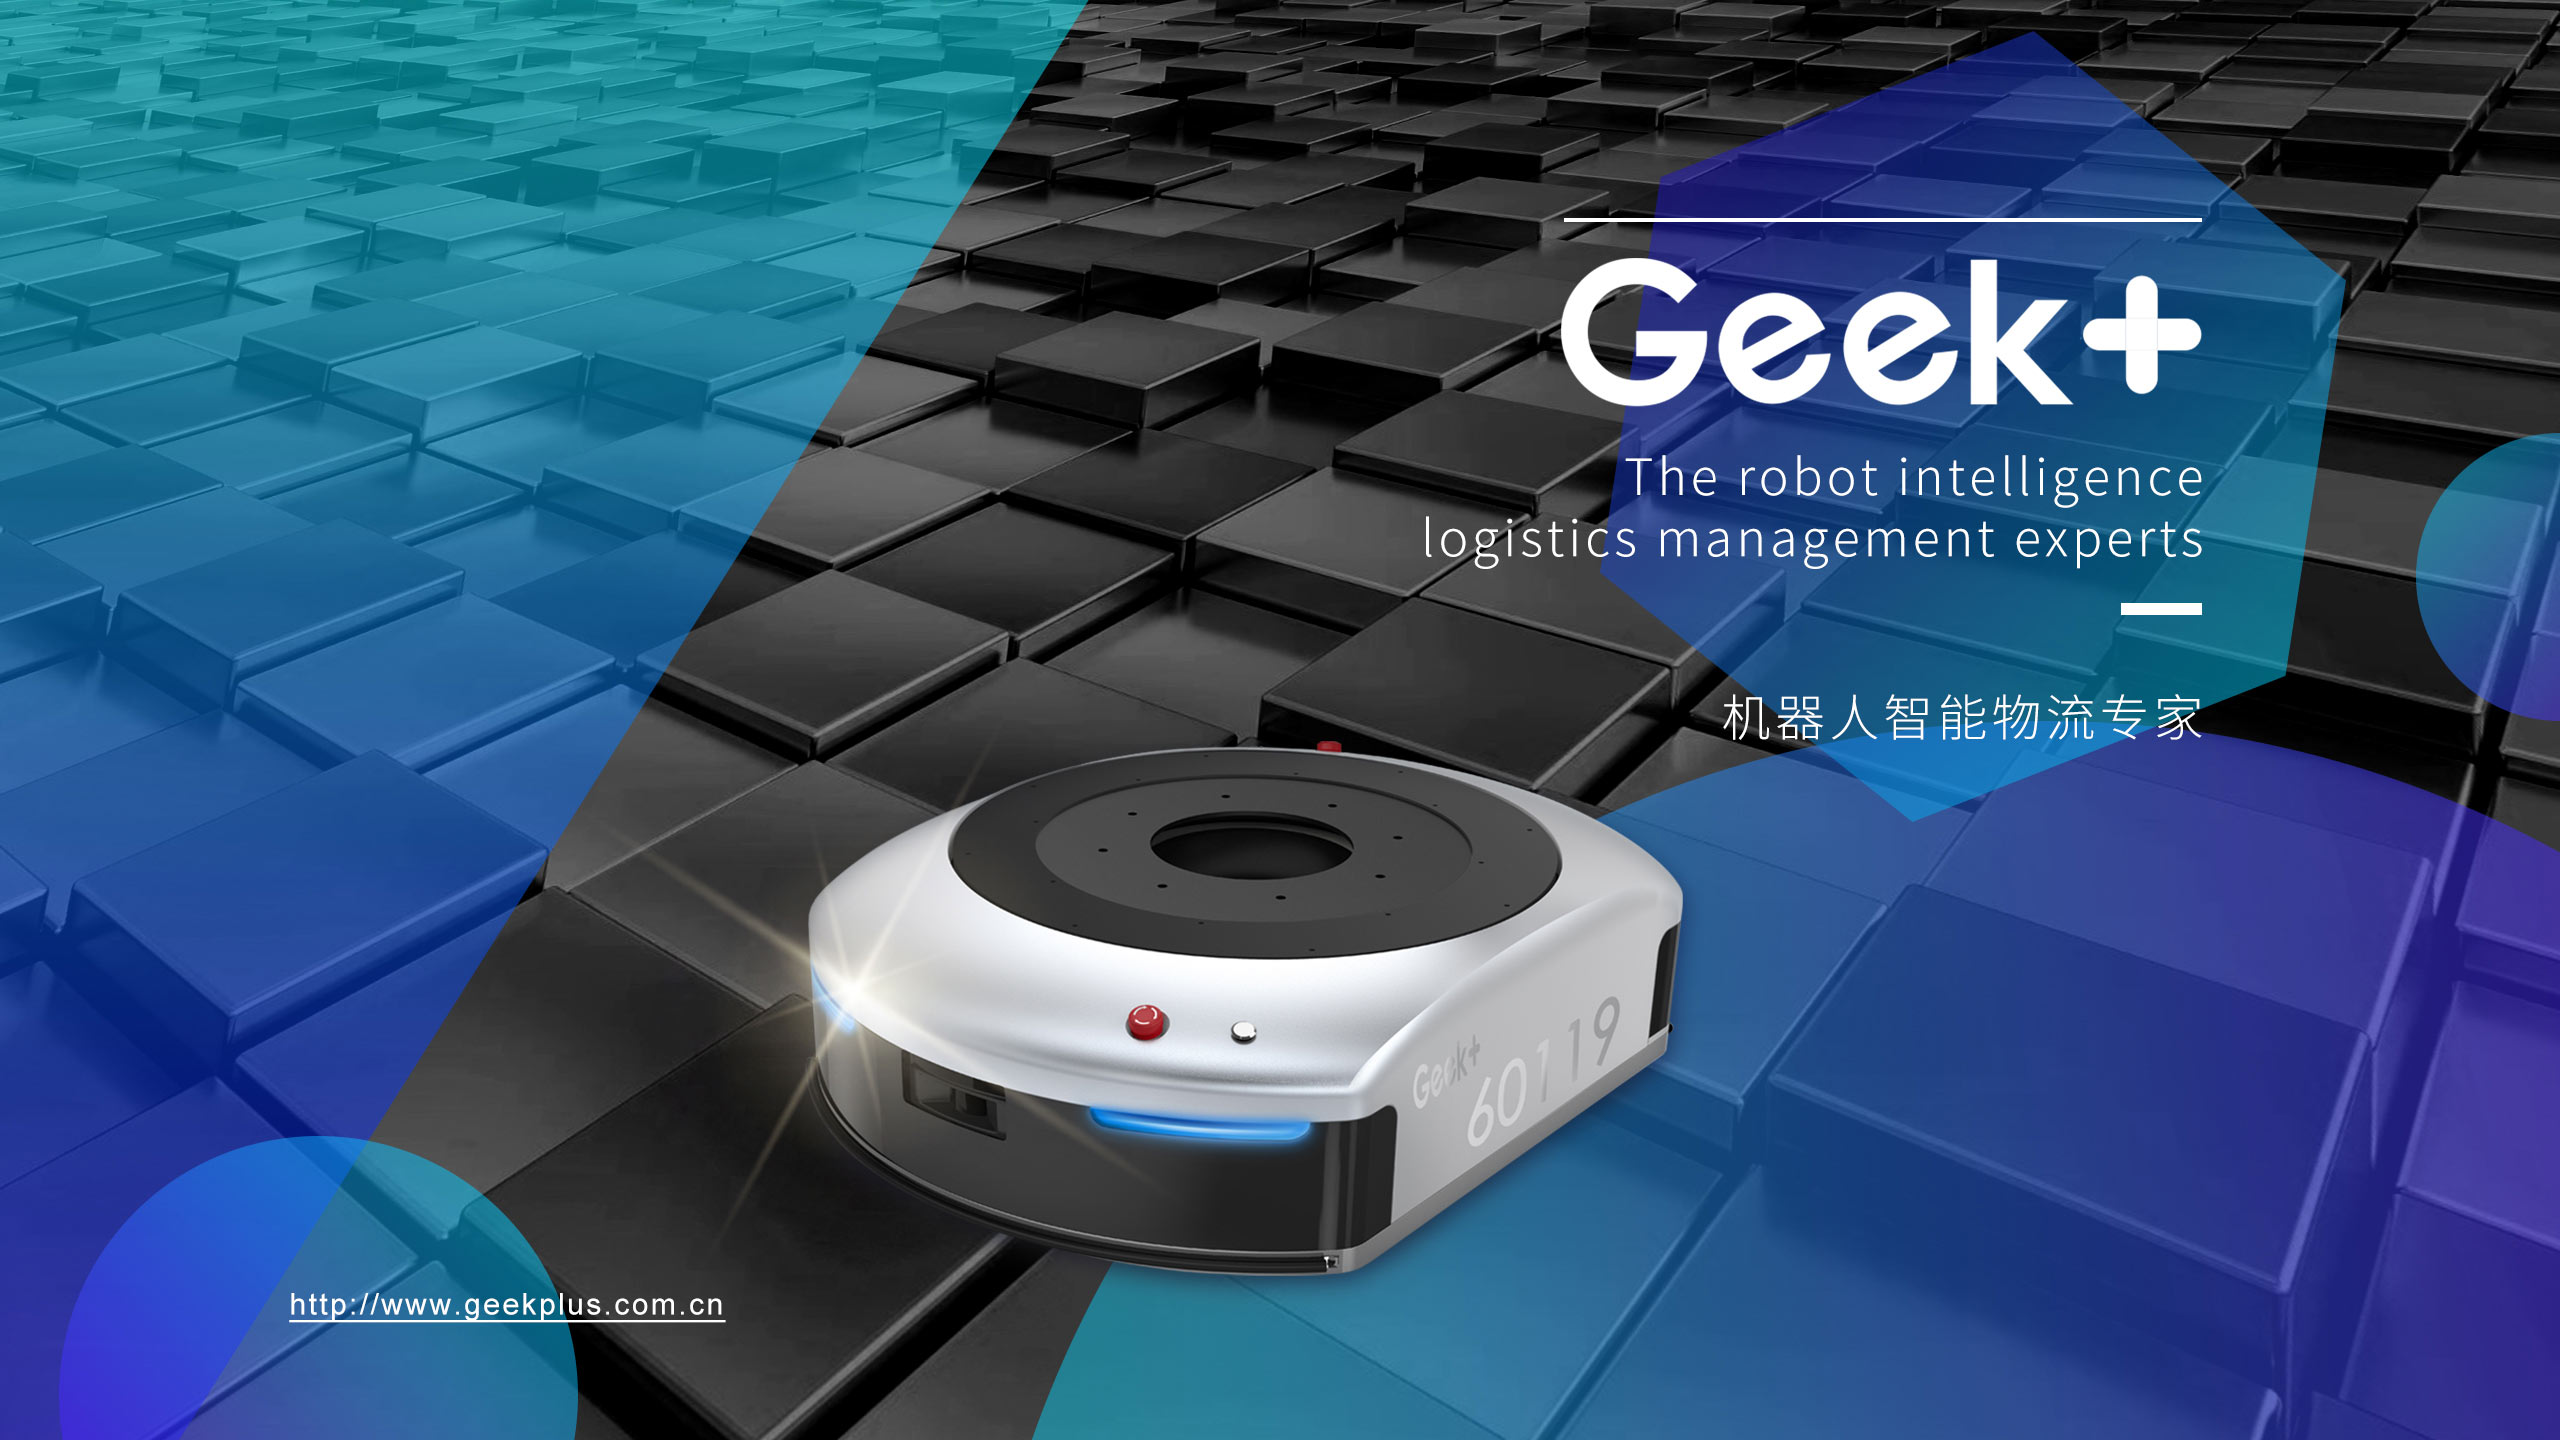 Geek+
The robot intelligence
logistics management experts
机器人智能物流专家
Geek+
60119
http://www.geekplus.com.cn